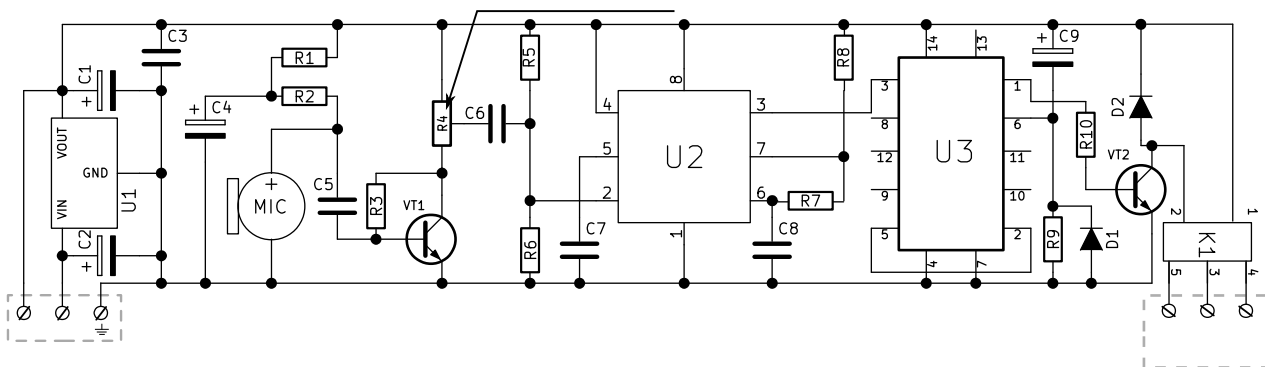 C3
R1
R2
C1
+
C4
+
VOUT
GND
VIN
U1
C2
+
MIC
+
C5
R3
VT1
R4
C6
R5
R6
C7
4
5
2
8
1
U2
3
7
6
R7
R8
C8
3
8
12
9
5
14
13
U3
4
7
1
6
11
10
2
C9
+
R10
R9
D1
D2
VT2
2
1
K1
5
3
4